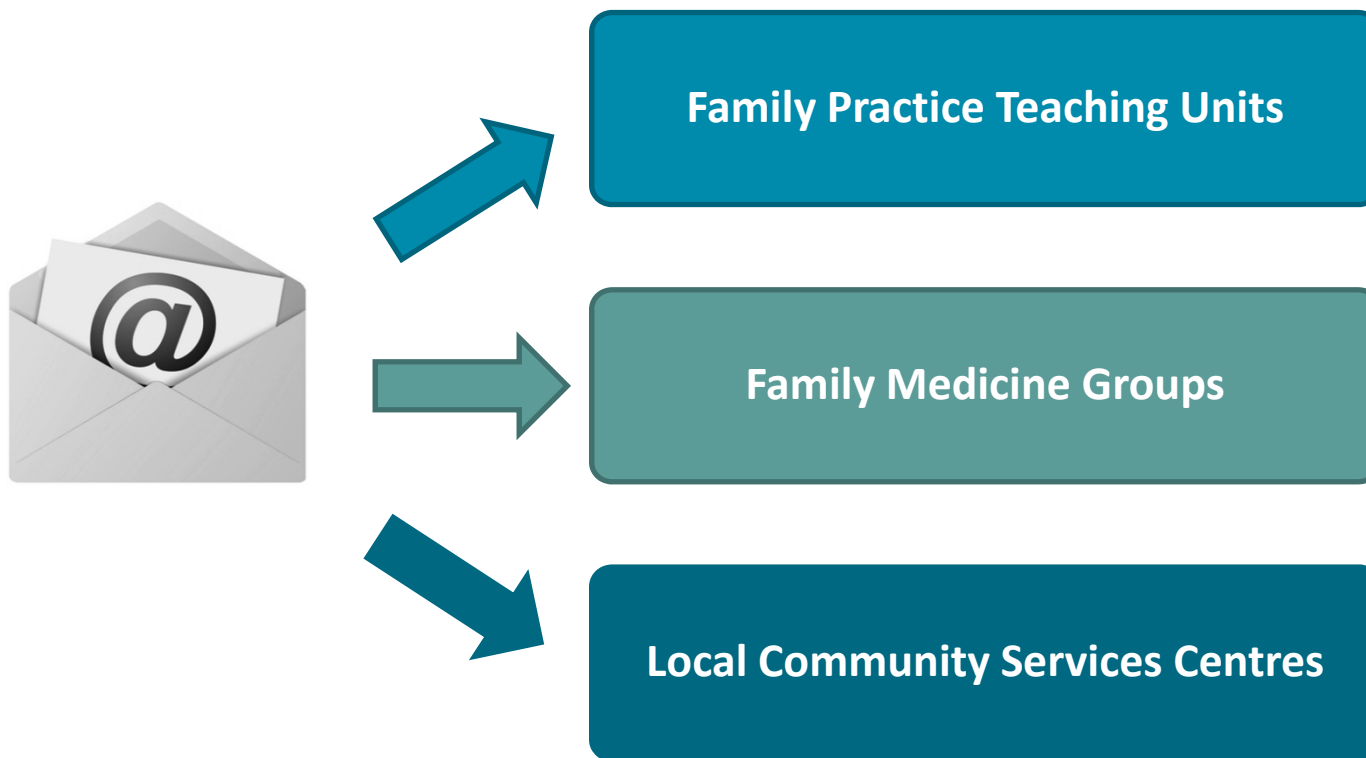 @
Family Practice Teaching Units
Family Medicine Groups
Local Community Services Centres